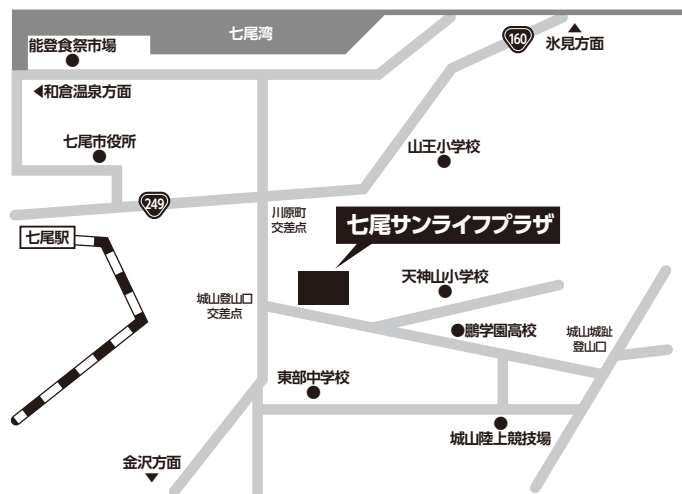 七尾湾
能登食祭市場
160
氷見方面
和倉温泉方面
七尾市役所
山王小学校
249
川原町
交差点
七尾サンライフプラザ
七尾駅
天神山小学校
城山登山口
交差点
鵬学園高校
城山城趾
登山口
東部中学校
城山陸上競技場
金沢方面